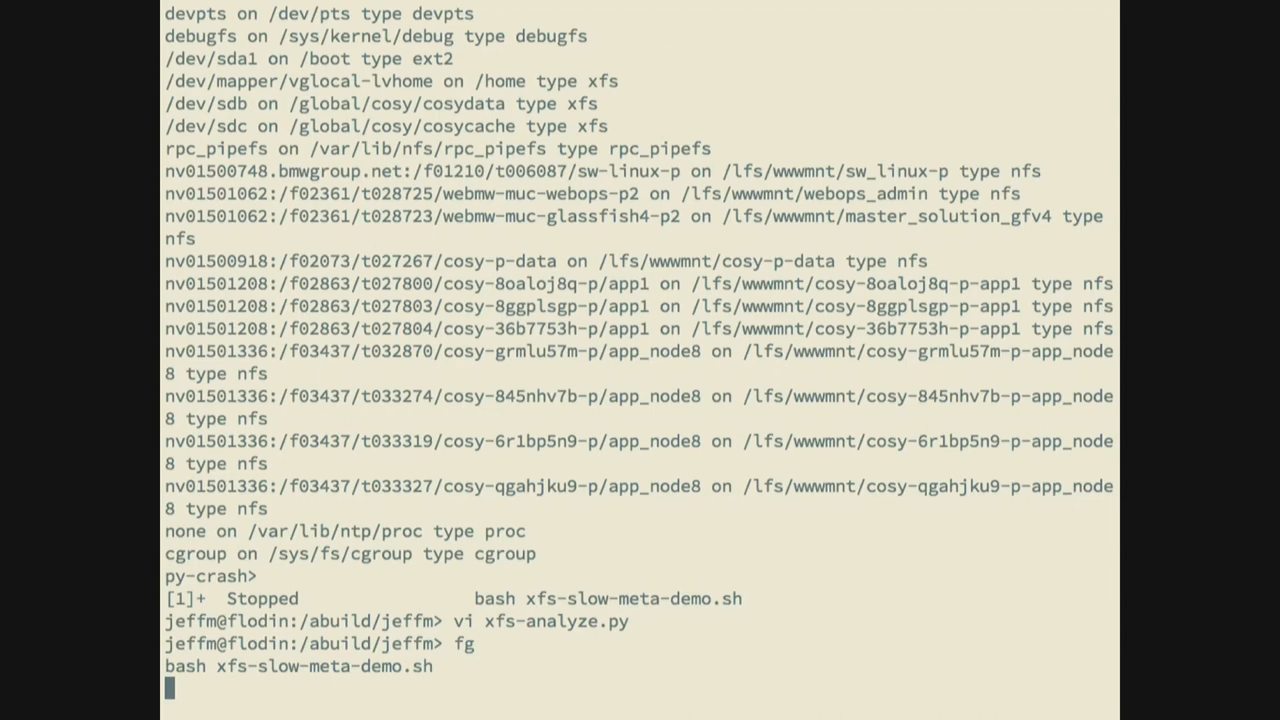 devpts on /dev/pts type devpts
debugfs on /sys/kernel/debug type debugfs
/dev/sda1 on /boot type ext2
/dev/mapper/vglocal-lvhome on /home type xfs
/dev/sdb on /global/cosy/cosydata type xfs
/dev/sdc on /global/cosy/cosycache type xfs
rpc_pipefs on /var/lib/nfs/rpc_pipefs type rpc_pipefs
nv01500748.bmwgroup.net:/f01210/t006087/sw-linux-p on /lfs/wwwmnt/sw_linux-p type nfs
nv01501062:/f02361/t028725/webmw-muc-webops-p2 on /lfs/wwwmnt/webops_admin type nfs
nv01501062:/f02361/t028723/webmw-muc-glassfish4-p2 on /lfs/wwwmnt/master_solution_gfv4 type
nfs
nv01500918:/f02073/t027267/cosy-p-data on /lfs/wwwmnt/cosy-p-data type nfs
nv01501208:/f02863/t027800/cosy-8oaloj8q-p/app1 on /lfs/wwwmnt/cosy-8oaloj8q-p-app1 type nfs
nv01501208:/f02863/t027803/cosy-8ggplsgp-p/app1 on /lfs/wwwmnt/cosy-8ggplsgp-p-app1 type nfs
nv01501208:/f02863/t027804/cosy-36b7753h-p/app1 on /lfs/wwwmnt/cosy-36b7753h-p-app1 type nfs
nv01501336:/f03437/t032870/cosy-grmlu57m-p/app_node8 on /lfs/wwwmnt/cosy-grmlu57m-p-app_node
8 type nfs
nv01501336:/f03437/t033274/cosy-845nhv7b-p/app_node8 on /lfs/wwwmnt/cosy-845nhv7b-p-app_node
8 type nfs
nv01501336:/f03437/t033319/cosy-6r1bp5n9-p/app_node8 on /lfs/wwwmnt/cosy-6r1bp5n9-p-app_node
8 type nfs
nv01501336:/f03437/t033327/cosy-qgahjku9-p/app_node8 on /lfs/wwwmnt/cosy-qgahjku9-p-app_node
8 type nfs
none on /var/lib/ntp/proc type proc
cgroup on /sys/fs/cgroup type cgroup
py-crash>
[1]+  Stopped                 bash xfs-slow-meta-demo.sh
jeffm@flodin:/abuild/jeffm> vi xfs-analyze.py
jeffm@flodin:/abuild/jeffm> fg
bash xfs-slow-meta-demo.sh